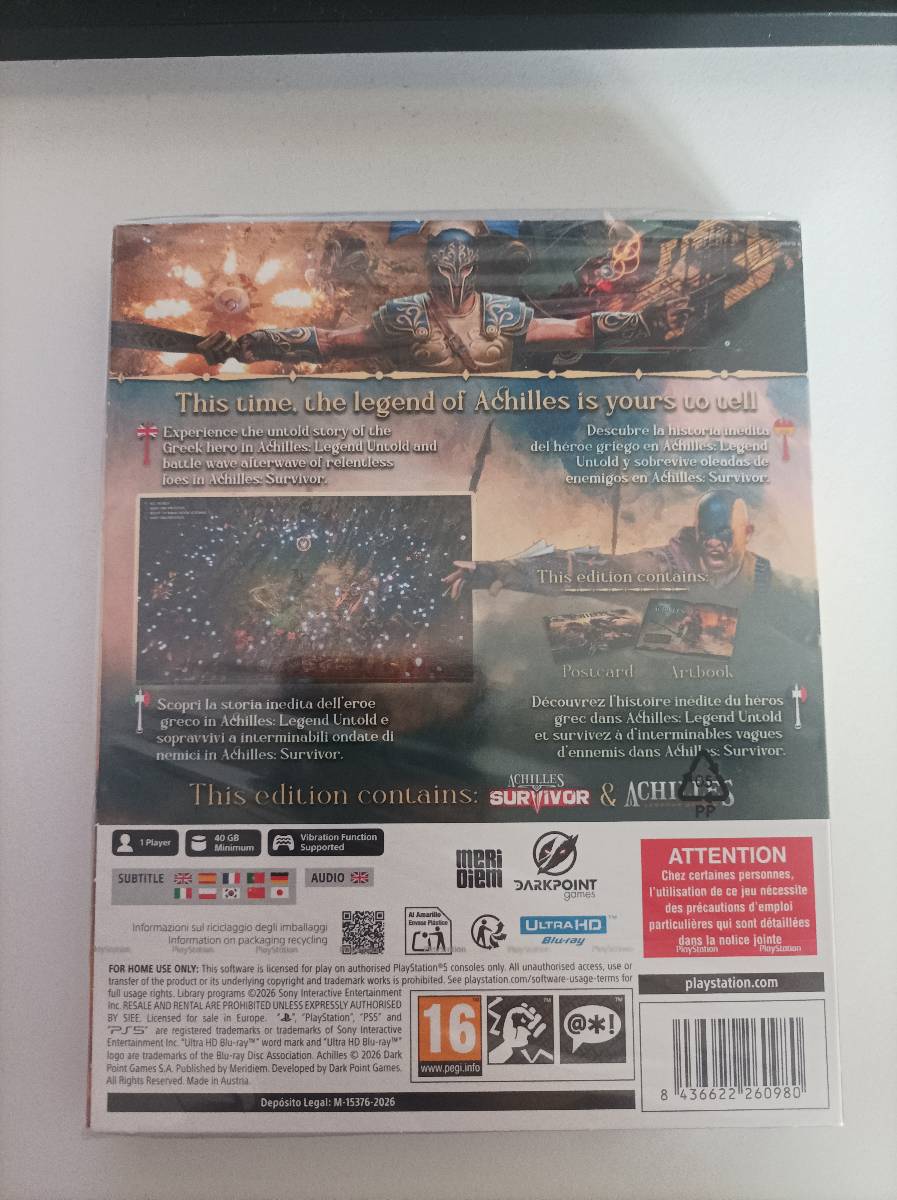 This time, the legend of Achilles is yours to tell
Experience the untold story of the
Greek hero in Achilles: Legend Untold and
battle wave afterwave of relentless
foes in Achilles: Survivor.
Descubre la historia inedita
del héroe griego en Achilles: Legend
Untold y sobrevive oleadas de
enemigos en Achilles: Survivor.
This edition contains:
Postcard
Artbook
Scopri la storia inedita dell'eroe
greco in Achilles: Legend Untold e
sopravvivi a interminabili ondate di
nemici in Achilles: Survivor.
Découvrez l'histoire inédite du héros
grec dans Achilles: Legend Untold
et survivez à d'interminables vagues
d'ennemis dans Achilles: Survivor.
This edition contains: ACHILLES SURVIVOR & ACHILLES
05
PP
1 Player
40 GB
Minimum
Vibration Function
Supported
SUBTITLE
AUDIO
MERI
DIEM
DARKPOINT
games
ATTENTION
Chez certaines personnes,
l'utilisation de ce jeu nécessite
des précautions d'emploi
particulières qui sont détaillées
dans la notice jointe
Informazioni sul riciclaggio degli imballaggi
Information on packaging recycling
Al Amarillo
Envase Plástico
ULTRA HD™
Blu-ray
PlayStation PlayStation PlayStation PlayStation PlayStation PlayStation
FOR HOME USE ONLY: This software is licensed for play on authorised PlayStation®5 consoles only. All unauthorised access, use or
transfer of the product or its underlying copyright and trademark works is prohibited. See playstation.com/software-usage-terms for
full usage rights. Library programs ©2026 Sony Interactive Entertainment
Inc. RESALE AND RENTAL ARE PROHIBITED UNLESS EXPRESSLY AUTHORISED
BY SIEE. Licensed for sale in Europe. "", "PlayStation", "PS5" and
"PS5" are registered trademarks or trademarks of Sony Interactive
Entertainment Inc. "Ultra HD Blu-ray™" word mark and "Ultra HD Blu-ray™"
logo are trademarks of the Blu-ray Disc Association. Achilles © 2026 Dark
Point Games S.A. Published by Meridiem. Developed by Dark Point Games.
All Rights Reserved. Made in Austria.
16
www.pegi.info
@*!
playstation.com
8 436622 260980
Depósito Legal: M-15376-2026